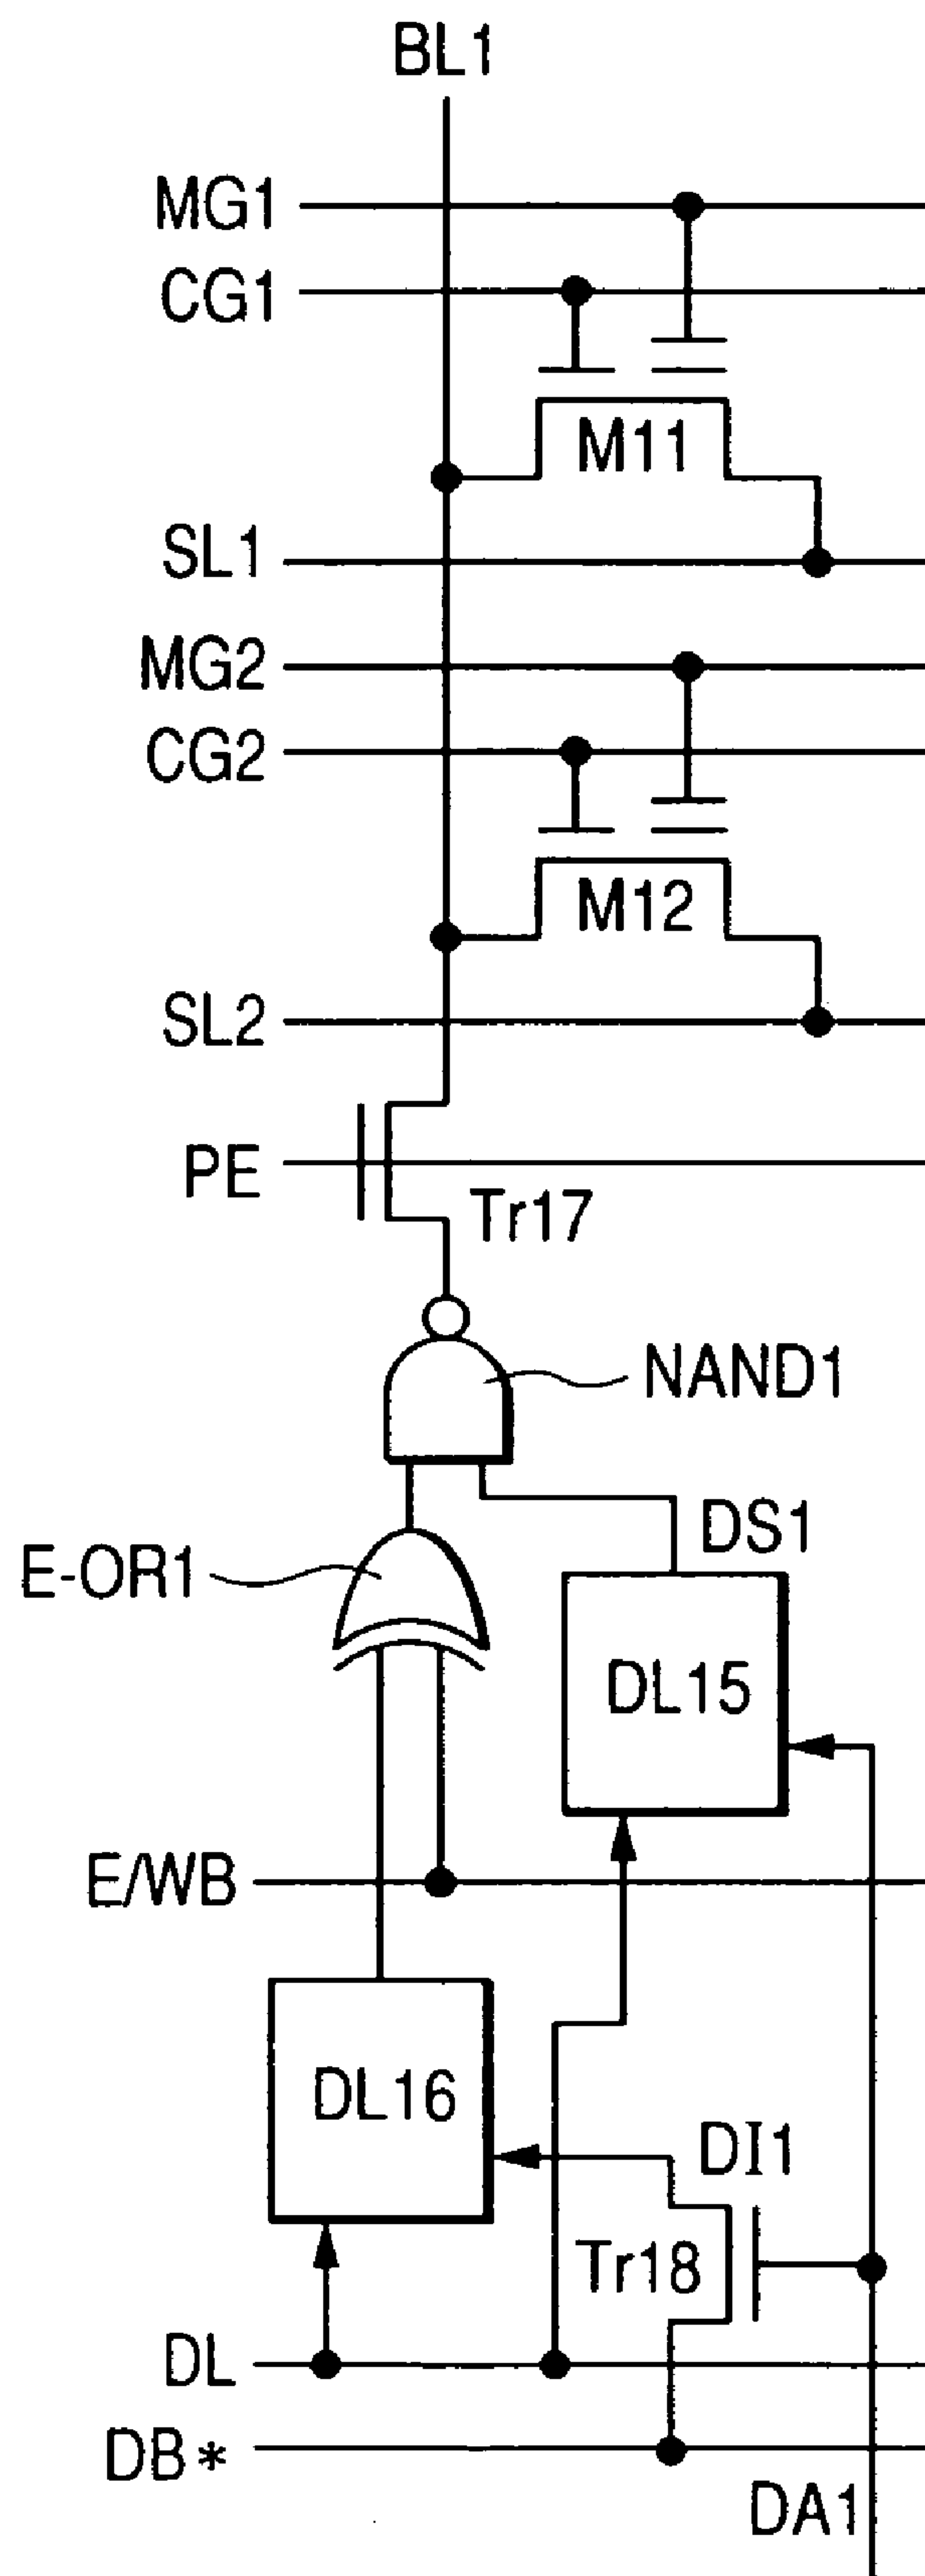 BL1
MG1
CG1
M11
SL1
MG2
CG2
M12
SL2
PE
Tr17
NAND1
DS1
E-OR1
DL15
E/WB
DL16
DI1
Tr18
DL
DB*
DA1